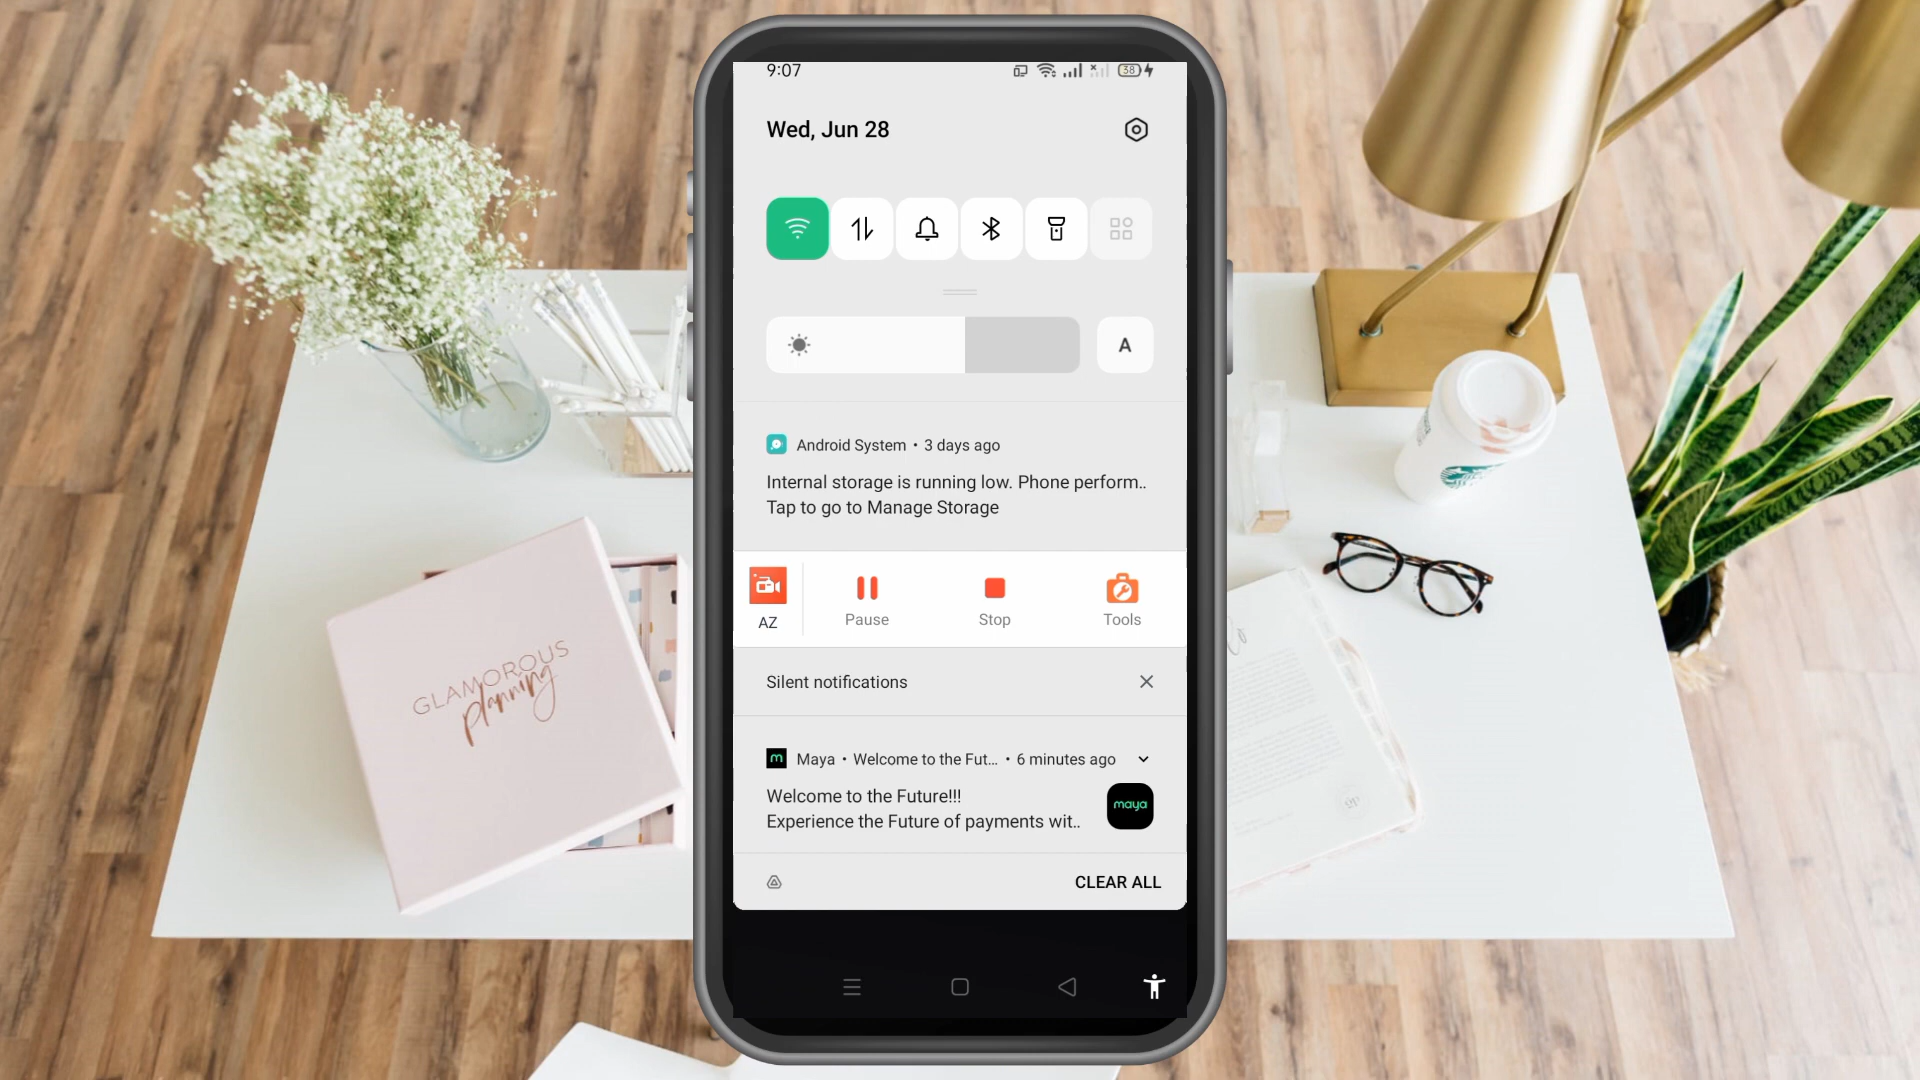 9:07
38
Wed, Jun 28
A
Android System • 3 days ago
Internal storage is running low. Phone perform..
Tap to go to Manage Storage
AZ
Pause
Stop
Tools
Silent notifications
m Maya • Welcome to the Fut... • 6 minutes ago
Welcome to the Future!!!
Experience the Future of payments wit..
maya
CLEAR ALL
GLAMOROUS
planning